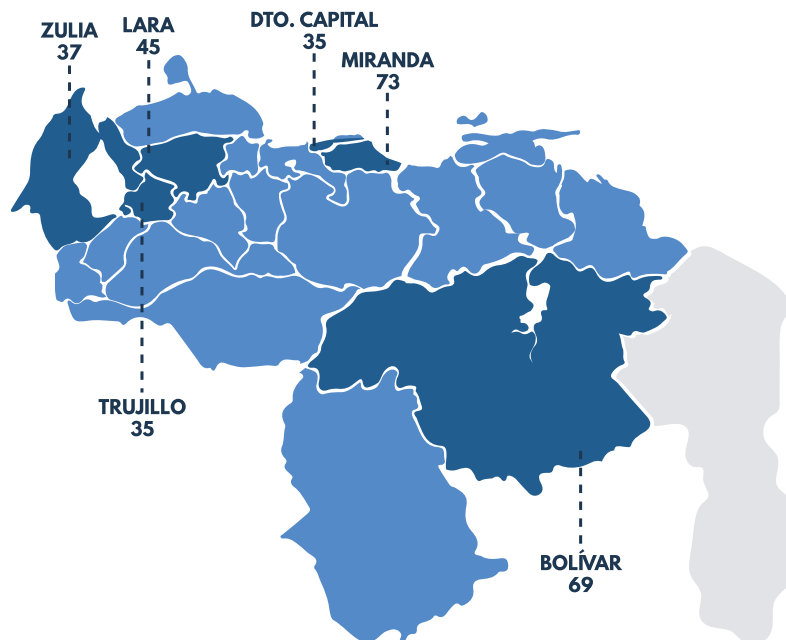 ZULIA
37
LARA
45
DTO. CAPITAL
35
MIRANDA
73
TRUJILLO
35
BOLÍVAR
69